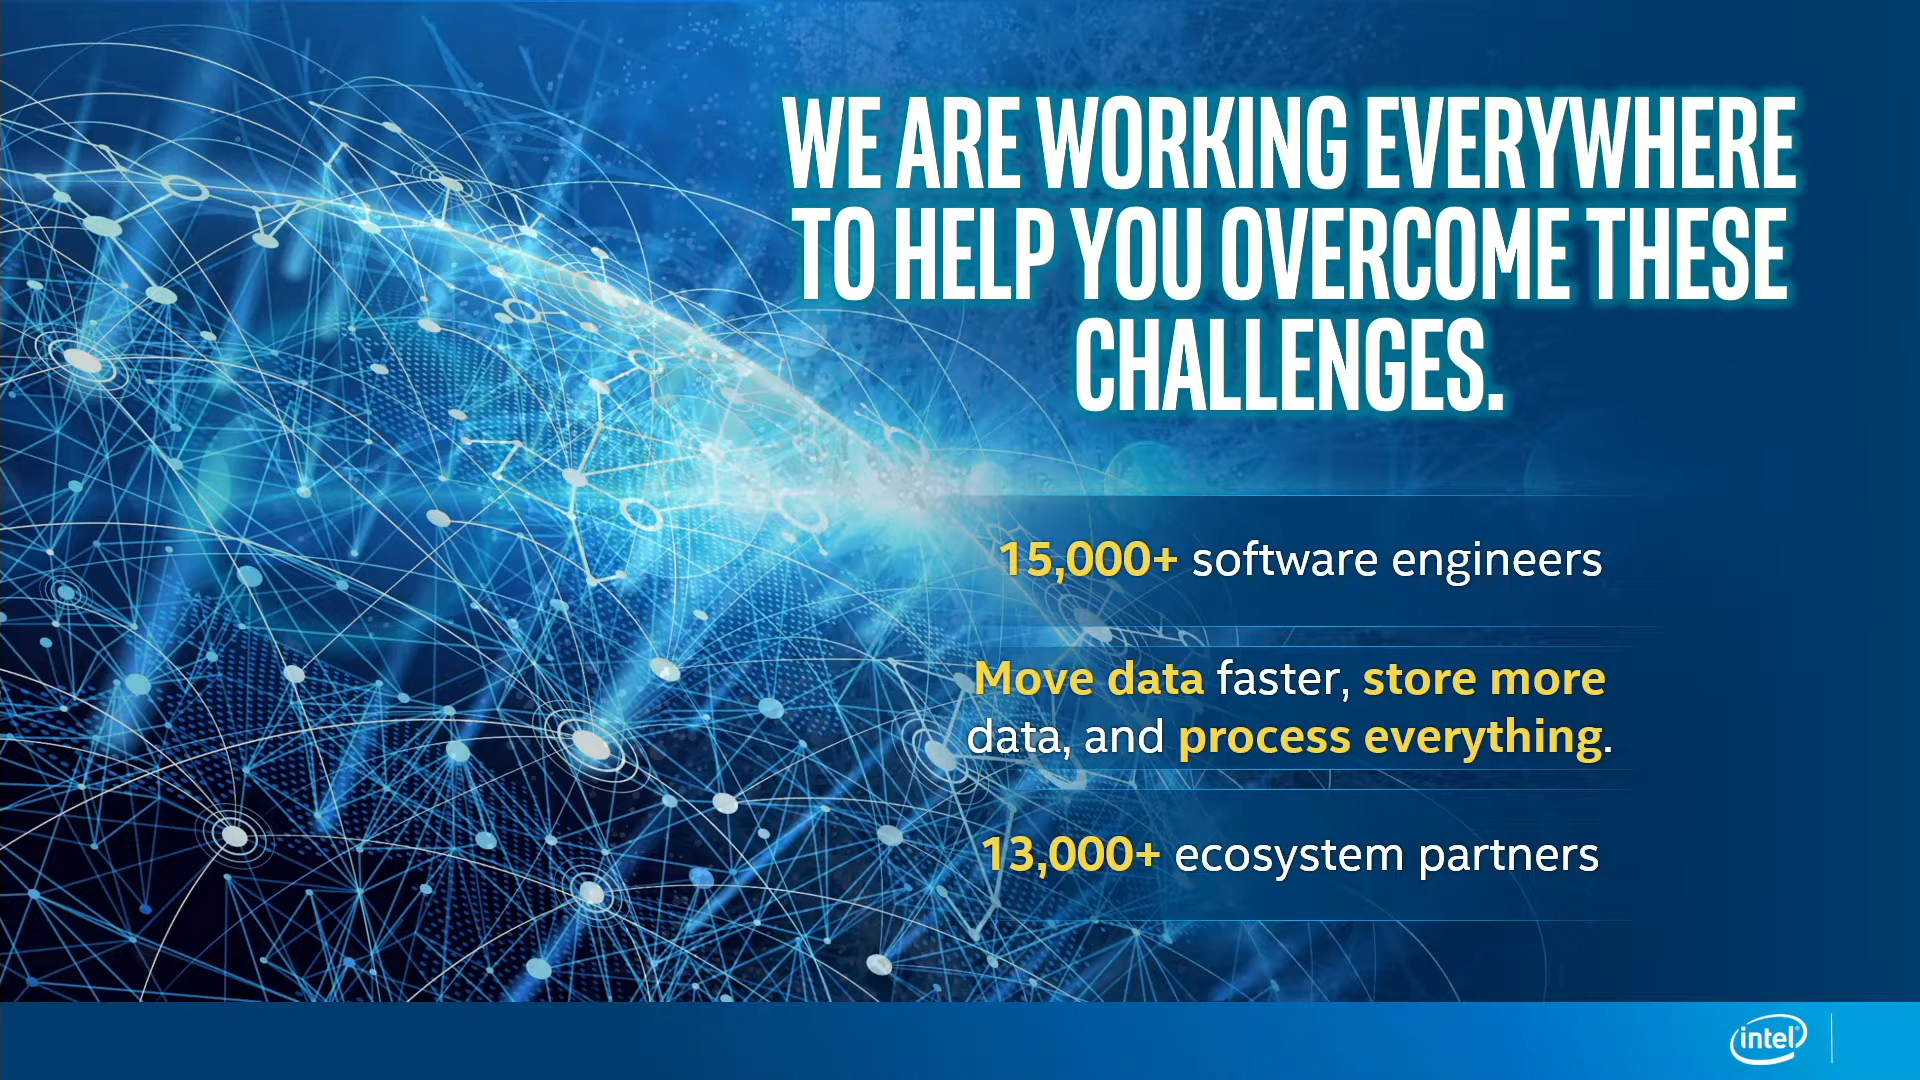 WE ARE WORKING EVERYWHERE
TO HELP YOU OVERCOME THESE
CHALLENGES.
15,000+ software engineers
Move data faster, store more
data, and process everything.
13,000+ ecosystem partners
intel